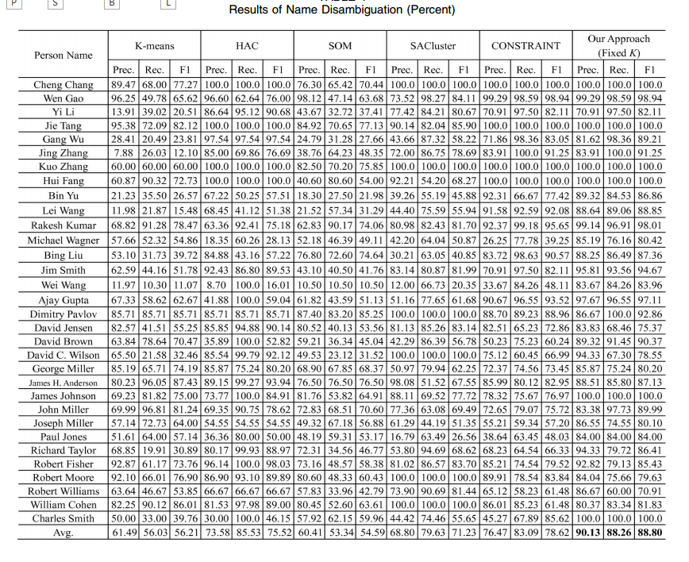 P S B L
Results of Name Disambiguation (Percent)
Person Name K-means HAC SOM SACluster CONSTRAINT Our Approach (Fixed K)
Prec. Rec. F1 Prec. Rec. F1 Prec. Rec. F1 Prec. Rec. F1 Prec. Rec. F1 Prec. Rec. F1
Cheng Chang 89.47 68.00 77.27 100.0 100.0 100.0 76.30 65.42 70.44 100.0 100.0 100.0 100.0 100.0 100.0 100.0 100.0 100.0
Wen Gao 96.25 49.78 65.62 96.60 62.64 76.00 98.12 47.14 63.68 73.52 98.27 84.11 99.29 98.59 98.94 99.29 98.59 98.94
Yi Li 13.91 39.02 20.51 86.64 95.12 90.68 43.67 32.72 37.41 77.42 84.21 80.67 70.91 97.50 82.11 70.91 97.50 82.11
Jie Tang 95.38 72.09 82.12 100.0 100.0 100.0 84.92 70.65 77.13 90.14 82.04 85.90 100.0 100.0 100.0 100.0 100.0 100.0
Gang Wu 28.41 20.49 23.81 97.54 97.54 97.54 24.79 31.28 27.66 43.66 87.32 58.22 71.86 98.36 83.05 81.62 98.36 89.21
Jing Zhang 7.88 26.03 12.10 85.00 69.86 76.69 38.76 64.23 48.35 72.00 86.75 78.69 83.91 100.0 91.25 83.91 100.0 91.25
Kuo Zhang 60.00 60.00 60.00 100.0 100.0 100.0 82.50 70.20 75.85 100.0 100.0 100.0 100.0 100.0 100.0 100.0 100.0 100.0
Hui Fang 60.87 90.32 72.73 100.0 100.0 100.0 40.60 80.60 54.00 92.21 54.20 68.27 100.0 100.0 100.0 100.0 100.0 100.0
Bin Yu 21.23 35.50 26.57 67.22 50.25 57.51 18.30 27.50 21.98 39.26 55.19 45.88 92.31 66.67 77.42 89.32 84.53 86.86
Lei Wang 11.98 21.87 15.48 68.45 41.12 51.38 21.52 57.34 31.29 44.40 75.59 55.94 91.58 92.59 92.08 88.64 89.06 88.85
Rakesh Kumar 68.82 91.28 78.47 63.36 92.41 75.18 62.83 90.17 74.06 80.98 82.43 81.70 92.37 99.18 95.65 99.14 96.91 98.01
Michael Wagner 57.66 52.32 54.86 18.35 60.26 28.13 52.18 46.39 49.11 42.20 64.04 50.87 26.25 77.78 39.25 85.19 76.16 80.42
Bing Liu 53.10 31.73 39.72 84.88 43.16 57.22 76.80 72.60 74.64 30.21 63.05 40.85 83.72 98.63 90.57 88.25 86.49 87.36
Jim Smith 62.59 44.16 51.78 92.43 86.80 89.53 43.10 40.50 41.76 83.14 80.87 81.99 70.91 97.50 82.11 95.81 93.56 94.67
Wei Wang 11.97 10.30 11.07 8.70 100.0 16.01 10.50 10.50 10.50 12.00 66.73 20.35 33.67 84.26 48.11 83.67 84.26 83.96
Ajay Gupta 67.33 58.62 62.67 41.88 100.0 59.04 61.82 43.59 51.13 51.16 77.65 61.68 90.67 96.55 93.52 97.67 96.55 97.11
Dimitry Pavlov 85.71 85.71 85.71 85.71 85.71 85.71 87.40 83.20 85.25 100.0 100.0 100.0 88.70 89.23 88.96 86.67 100.0 92.86
David Jensen 82.57 41.51 55.25 85.85 94.88 90.14 80.52 40.13 53.56 81.13 85.26 83.14 82.51 65.23 72.86 83.83 68.46 75.37
David Brown 63.84 78.64 70.47 35.89 100.0 52.82 59.21 36.34 45.04 42.29 86.39 56.78 50.23 75.23 60.24 89.32 91.45 90.37
David C. Wilson 65.50 21.58 32.46 85.54 99.79 92.12 49.53 23.12 31.52 100.0 100.0 100.0 75.12 60.45 66.99 94.33 67.30 78.55
George Miller 85.19 65.71 74.19 85.87 75.24 80.20 68.90 67.85 68.37 50.97 79.94 62.25 72.37 74.56 73.45 85.87 75.24 80.20
James H. Anderson 80.23 96.05 87.43 89.15 99.27 93.94 76.50 76.50 76.50 98.08 51.52 67.55 85.99 80.12 82.95 88.51 85.80 87.13
James Johnson 69.23 81.82 75.00 73.77 100.0 84.91 81.76 53.82 64.91 88.11 69.52 77.72 78.32 75.67 76.97 100.0 100.0 100.0
John Miller 69.99 96.81 81.24 69.35 90.75 78.62 72.83 68.51 70.60 77.36 63.08 69.49 72.65 79.07 75.72 83.38 97.73 89.99
Joseph Miller 57.14 72.73 64.00 54.55 54.55 54.55 49.32 67.18 56.88 61.29 44.19 51.35 55.21 59.34 57.20 86.55 74.55 80.10
Paul Jones 51.61 64.00 57.14 36.36 80.00 50.00 48.19 59.31 53.17 16.79 63.49 26.56 38.64 63.45 48.03 84.00 84.00 84.00
Richard Taylor 68.85 19.91 30.89 80.17 99.93 88.97 72.31 34.56 46.77 53.80 94.69 68.62 68.23 64.54 66.33 94.33 79.72 86.41
Robert Fisher 92.87 61.17 73.76 96.14 100.0 98.03 73.16 48.57 58.38 81.02 86.57 83.70 85.21 74.54 79.52 92.82 79.13 85.43
Robert Moore 92.10 66.01 76.90 86.90 93.10 89.89 80.60 48.33 60.43 100.0 100.0 100.0 89.91 78.54 83.84 84.04 75.66 79.63
Robert Williams 63.64 46.67 53.85 66.67 66.67 66.67 57.83 33.96 42.79 73.90 90.69 81.44 65.12 58.23 61.48 86.67 60.00 70.91
William Cohen 82.25 90.12 86.01 81.53 97.98 89.00 80.45 52.60 63.61 100.0 100.0 100.0 86.01 85.23 61.48 80.37 83.34 81.83
Charles Smith 50.00 33.00 39.76 30.00 100.0 46.15 57.92 62.15 59.96 44.42 74.46 55.65 45.27 67.89 85.62 100.0 100.0 100.0
Avg. 61.49 56.03 56.21 73.58 85.53 75.52 60.41 53.34 54.59 68.80 79.63 71.23 76.47 83.09 78.62 90.13 88.26 88.80